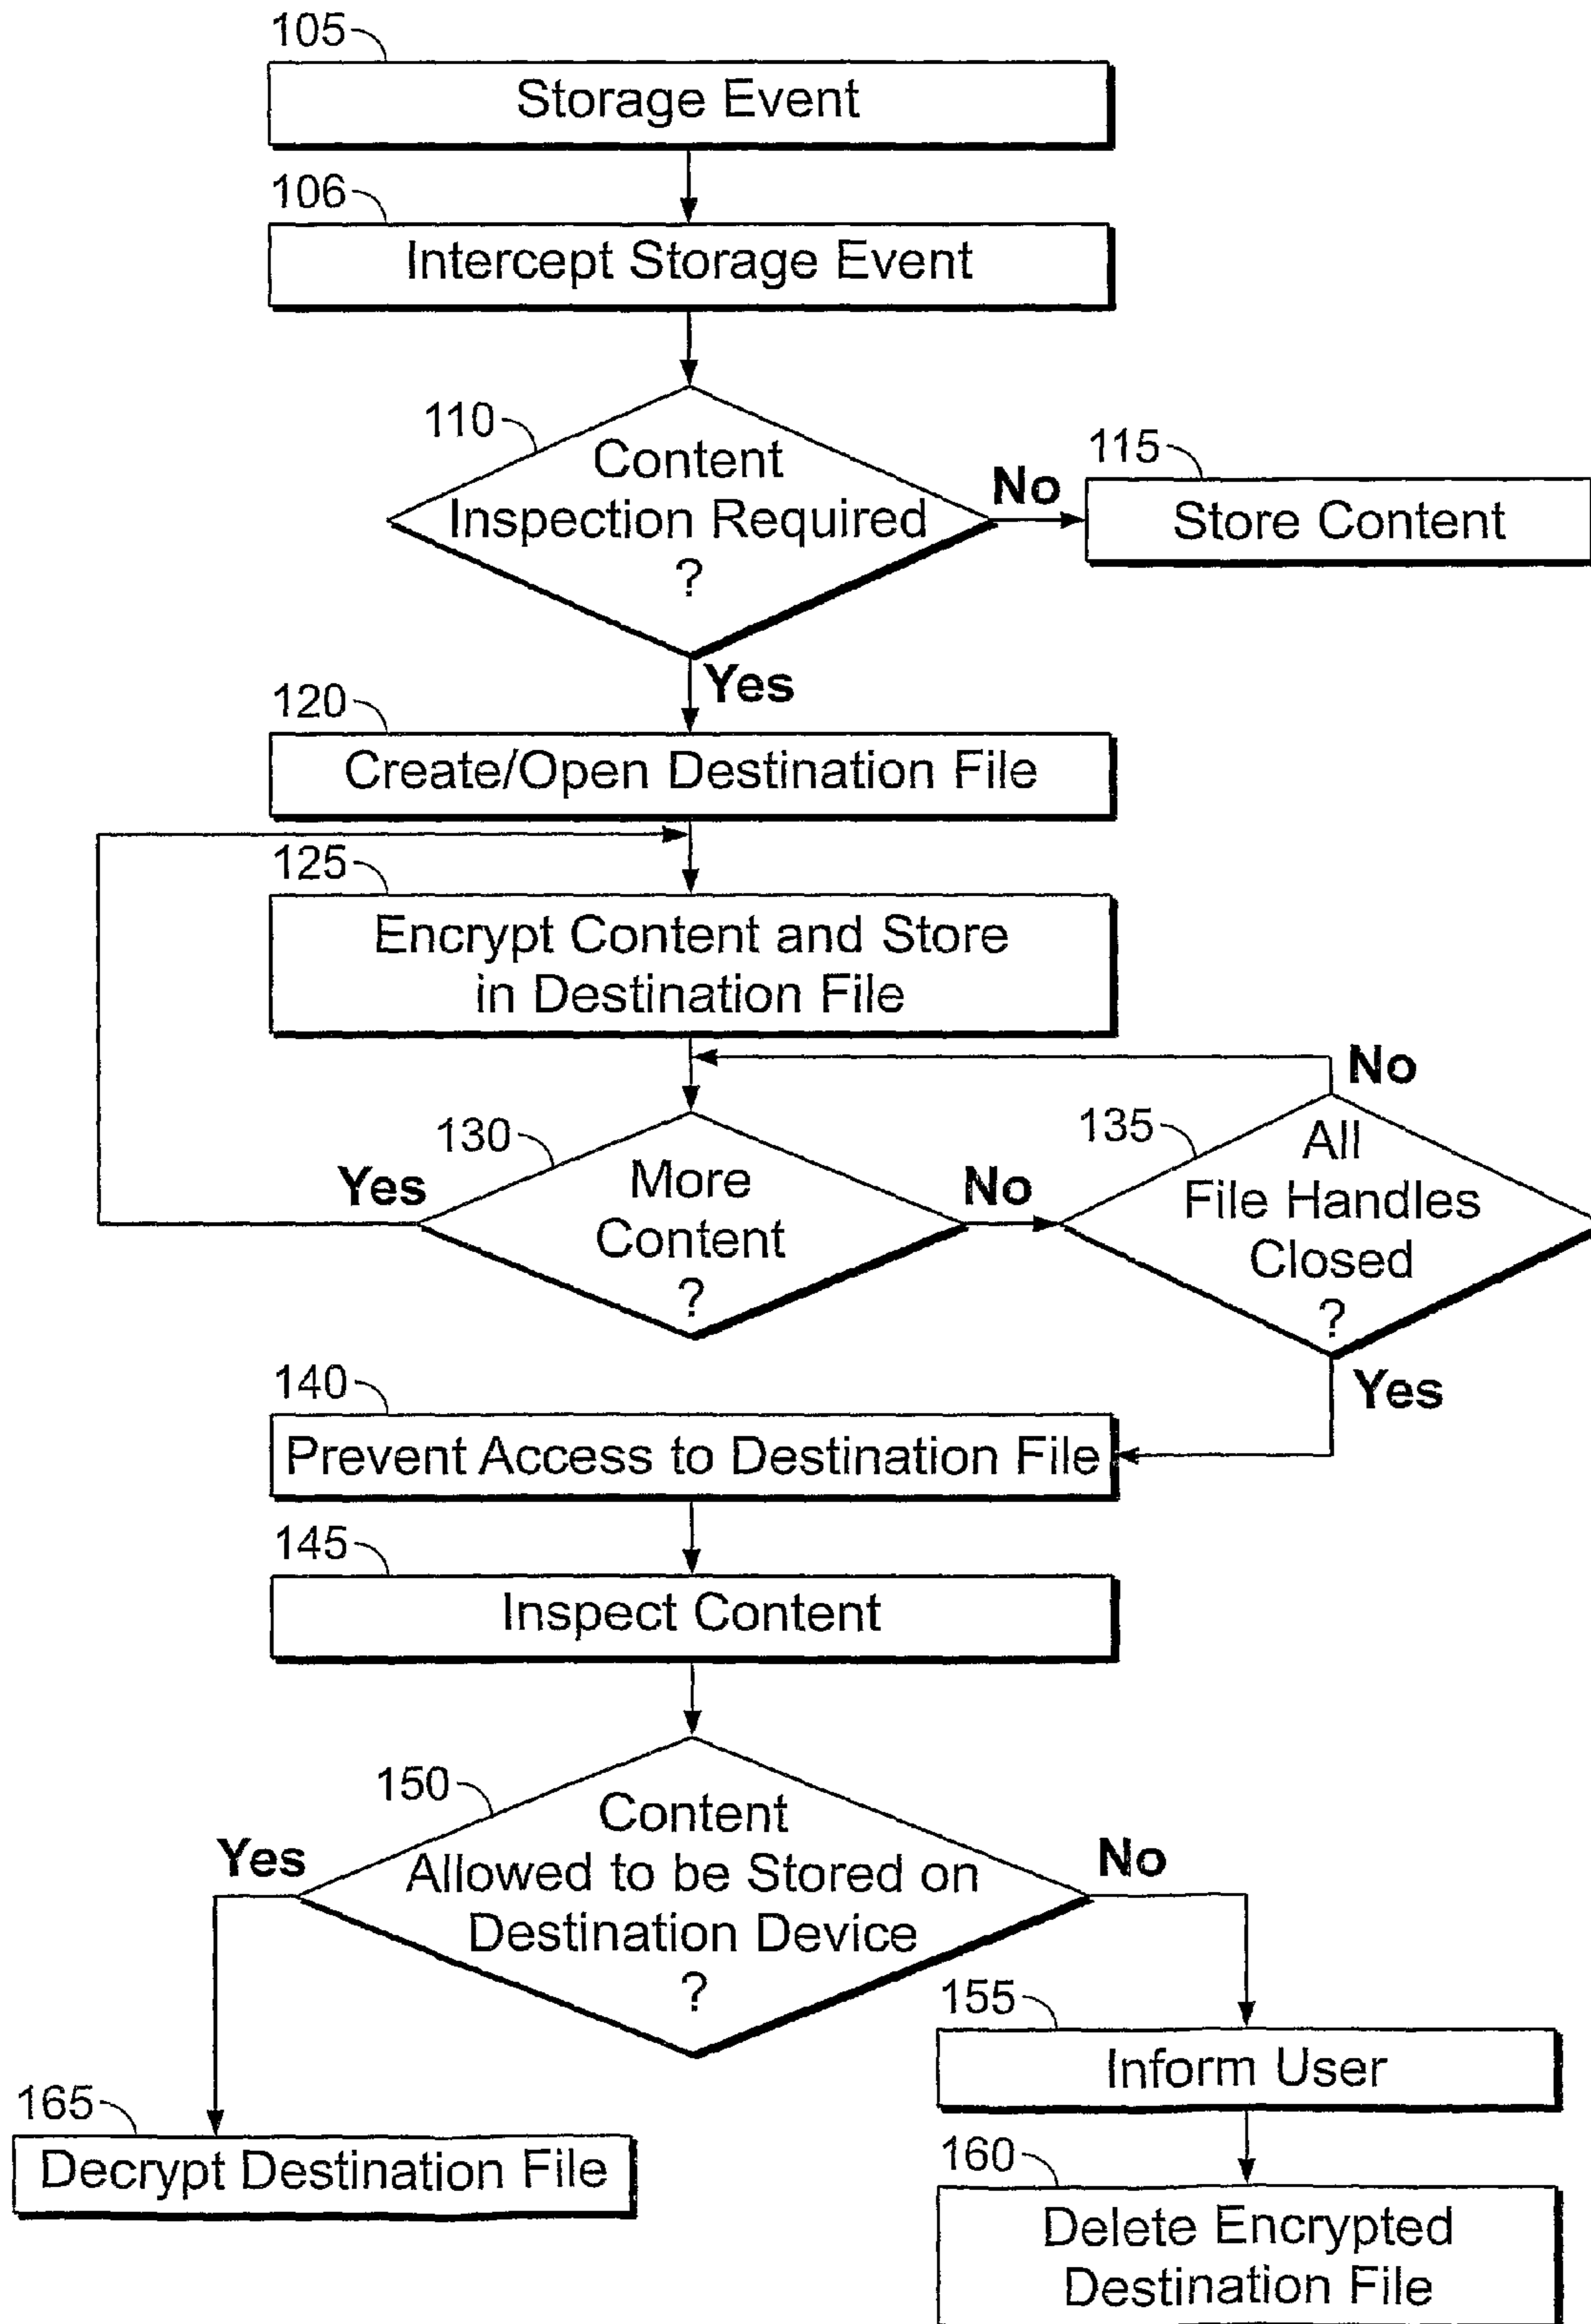 105
Storage Event
106
Intercept Storage Event
110
Content
Inspection Required
?
No
115
Store Content
Yes
120
Create/Open Destination File
125
Encrypt Content and Store
in Destination File
130
More
Content
?
Yes
No
135
All
File Handles
Closed
?
No
Yes
140
Prevent Access to Destination File
145
Inspect Content
150
Content
Allowed to be Stored on
Destination Device
?
Yes
No
155
Inform User
165
Decrypt Destination File
160
Delete Encrypted
Destination File